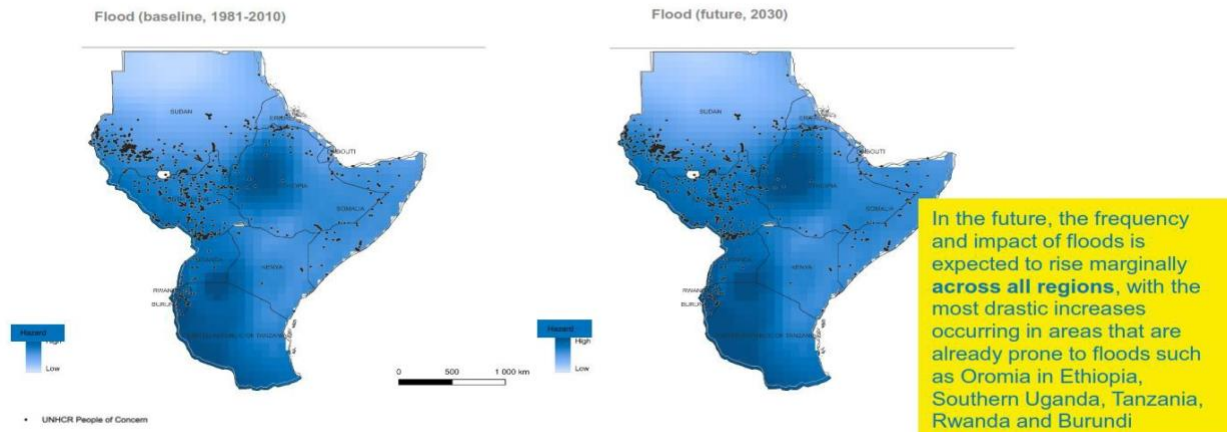 Flood (baseline, 1981-2010)
Flood (future, 2030)
SUDAN
SUDAN
ETHIOPIA
SOMALIA
SOMALIA
KENYA
KENYA
Hazard
High
Low
0 500 1 000 km
Hazard
High
Low
• UNHCR People of Concern
In the future, the frequency
and impact of floods is
expected to rise marginally
across all regions, with the
most drastic increases
occurring in areas that are
already prone to floods such
as Oromia in Ethiopia,
Southern Uganda, Tanzania,
Rwanda and Burundi